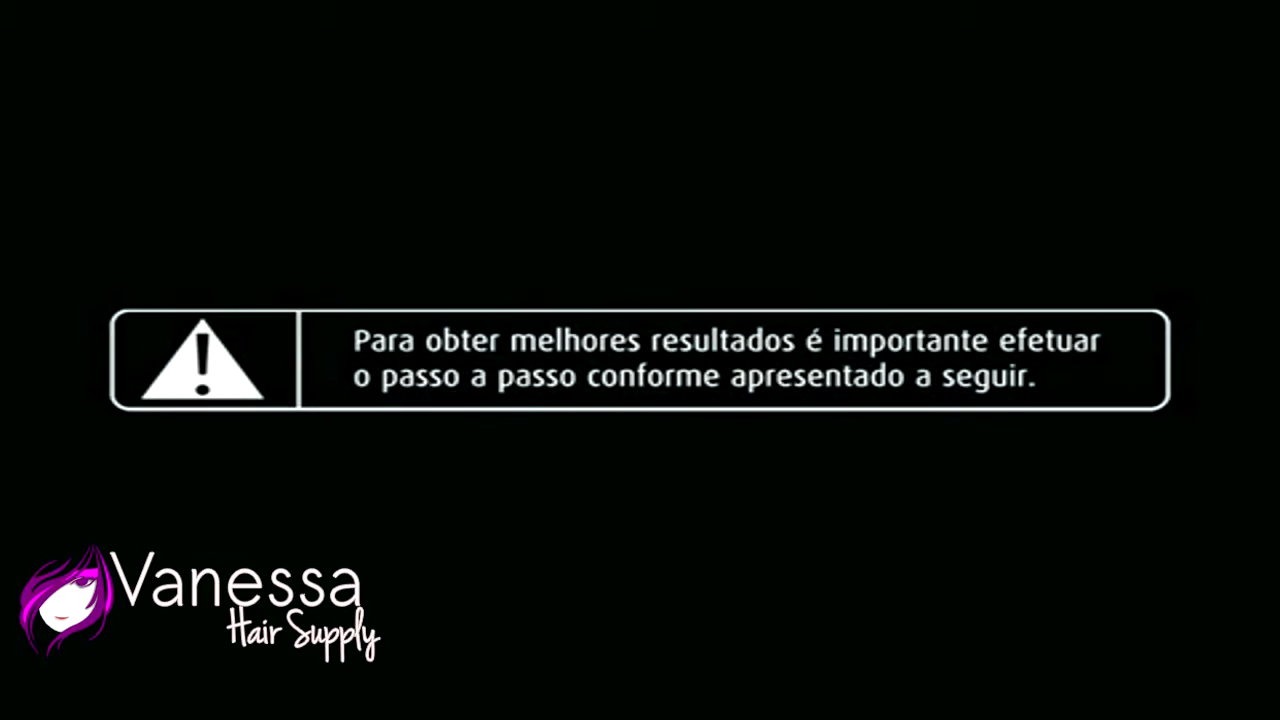 Para obter melhores resultados é importante efetuar
o passo a passo conforme apresentado a seguir.
Vanessa
Hair Supply